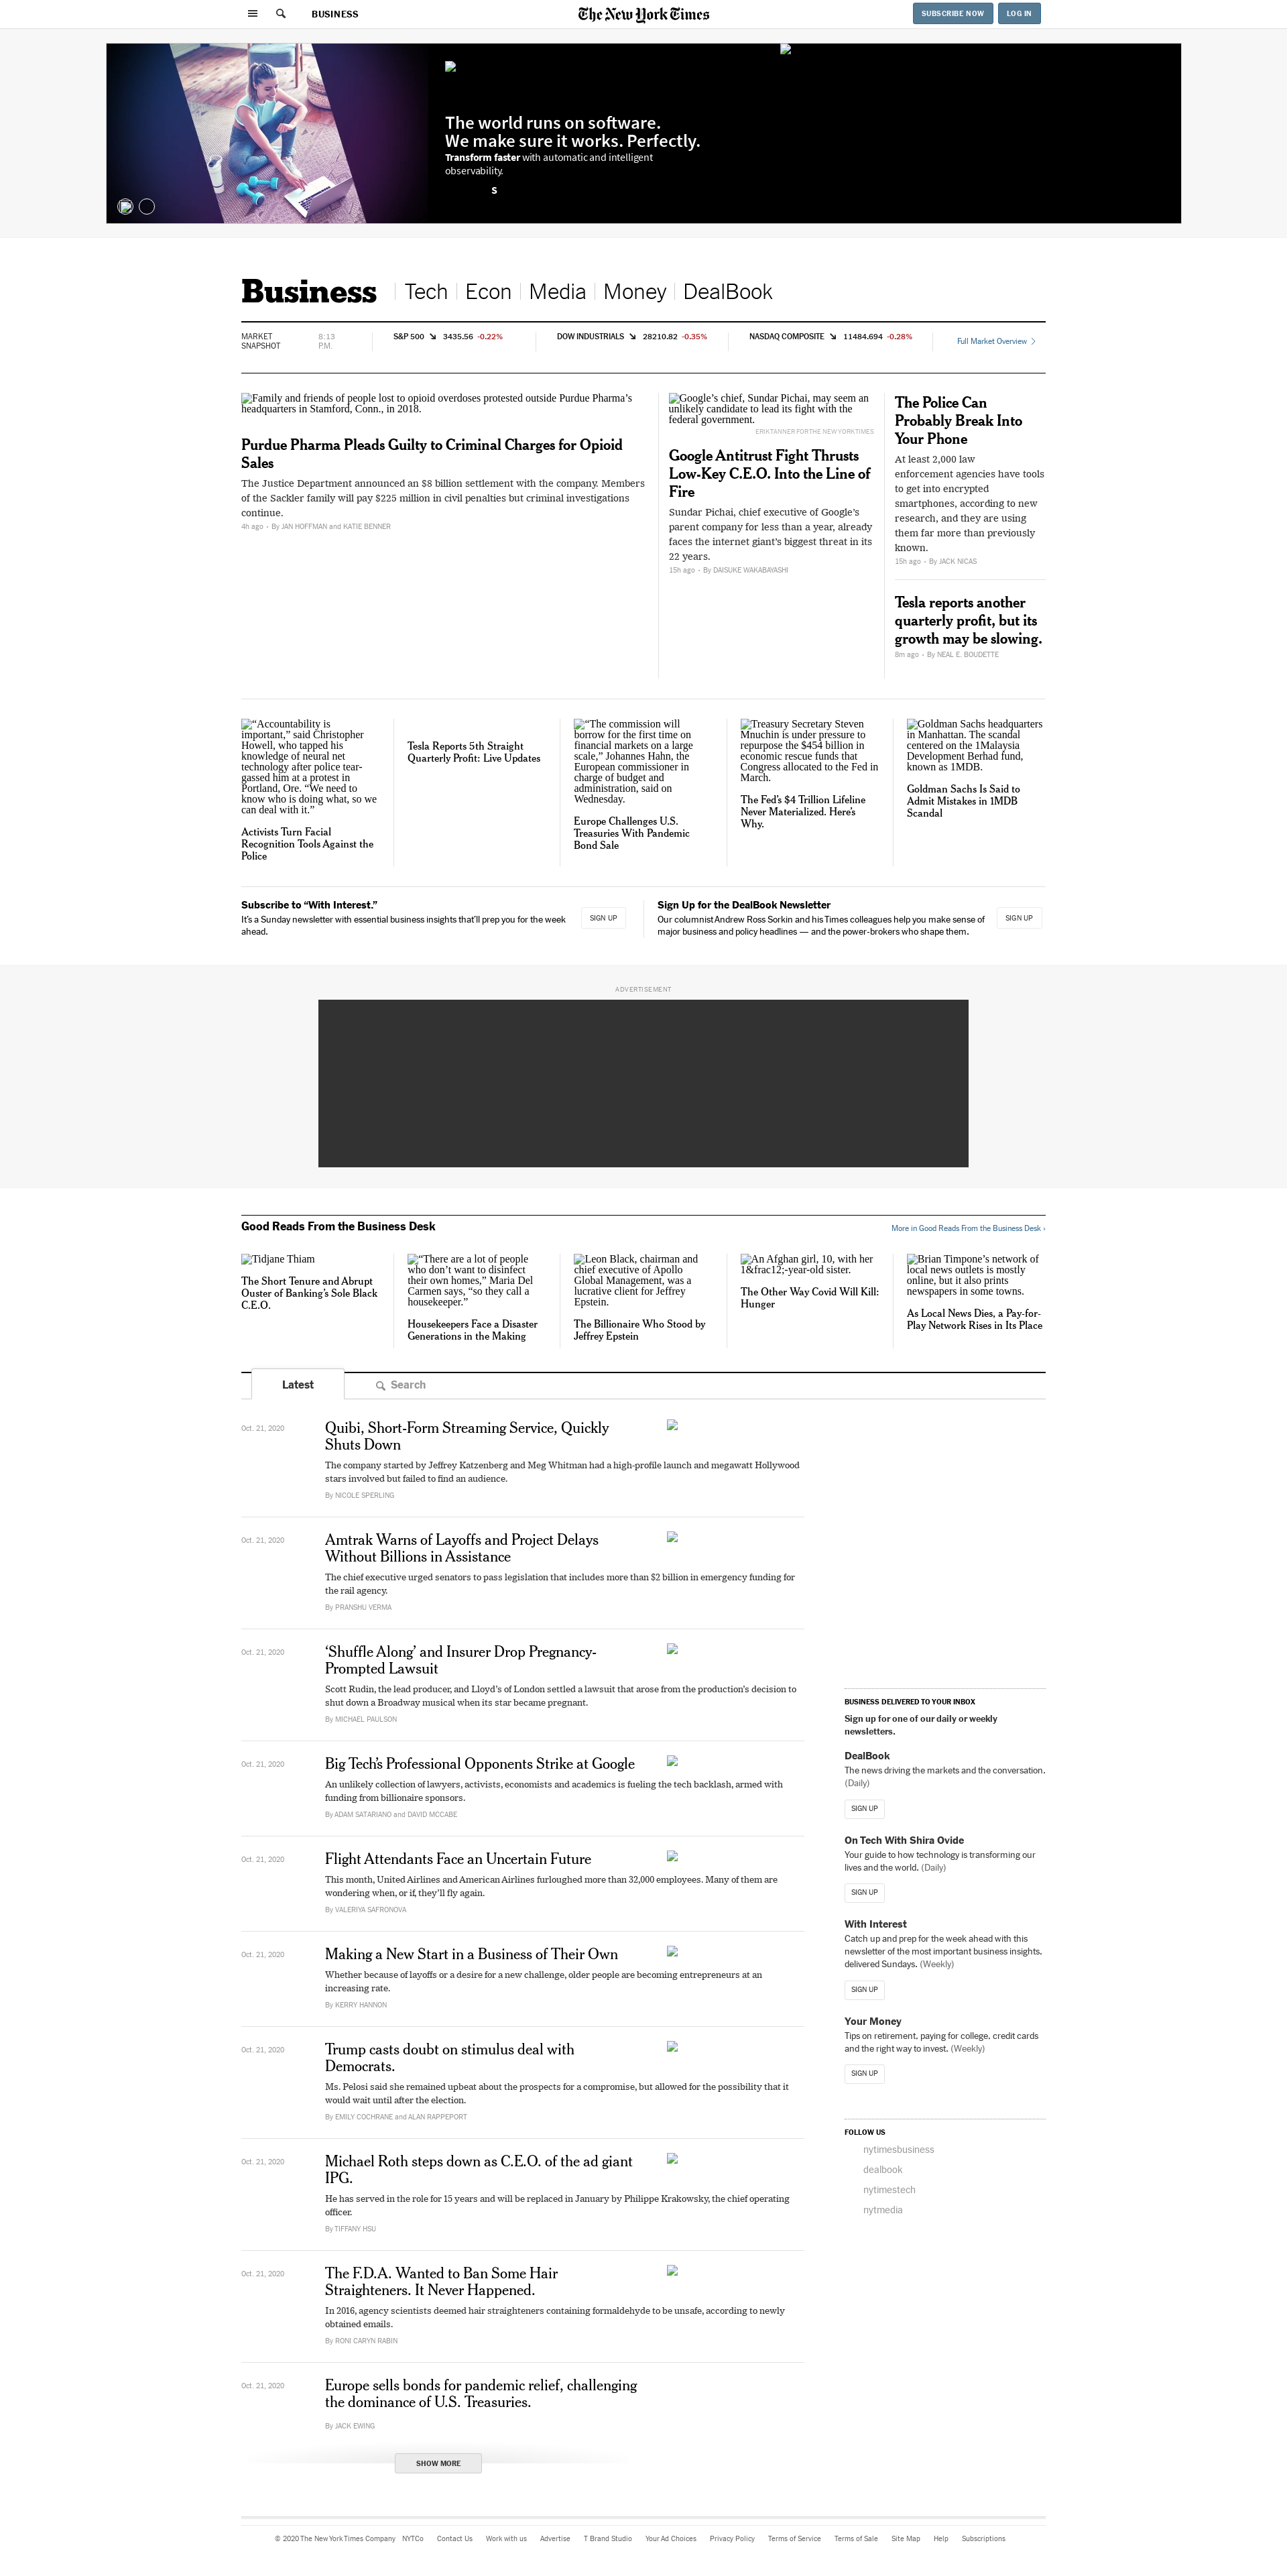 BUSINESS
The New York Times
SUBSCRIBE NOW
LOG IN
The world runs on software.
We make sure it works. Perfectly.
Transform faster with automatic and intelligent
observability.
S
Business
Tech
Econ
Media
Money
DealBook
MARKET
SNAPSHOT
8:13
P.M.
S&P 500 3435.56 -0.22%
DOW INDUSTRIALS 28210.82 -0.35%
NASDAQ COMPOSITE 11484.694 -0.28%
Full Market Overview
Family and friends of people lost to opioid overdoses protested outside Purdue Pharma’s
headquarters in Stamford, Conn., in 2018.
Purdue Pharma Pleads Guilty to Criminal Charges for Opioid
Sales
The Justice Department announced an $8 billion settlement with the company. Members
of the Sackler family will pay $225 million in civil penalties but criminal investigations
continue.
4h ago • By JAN HOFFMAN and KATIE BENNER
Google’s chief, Sundar Pichai, may seem an
unlikely candidate to lead its fight with the
federal government.
ERIK TANNER FOR THE NEW YORK TIMES
Google Antitrust Fight Thrusts
Low-Key C.E.O. Into the Line of
Fire
Sundar Pichai, chief executive of Google’s
parent company for less than a year, already
faces the internet giant’s biggest threat in its
22 years.
15h ago • By DAISUKE WAKABAYASHI
The Police Can
Probably Break Into
Your Phone
At least 2,000 law
enforcement agencies have tools
to get into encrypted
smartphones, according to new
research, and they are using
them far more than previously
known.
15h ago • By JACK NICAS
Tesla reports another
quarterly profit, but its
growth may be slowing.
8m ago • By NEAL E. BOUDETTE
“Accountability is
important,” said Christopher
Howell, who tapped his
knowledge of neural net
technology after police tear-
gassed him at a protest in
Portland, Ore. “We need to
know who is doing what, so we
can deal with it.”
Activists Turn Facial
Recognition Tools Against the
Police
Tesla Reports 5th Straight
Quarterly Profit: Live Updates
“The commission will
borrow for the first time on
financial markets on a large
scale,” Johannes Hahn, the
European commissioner in
charge of budget and
administration, said on
Wednesday.
Europe Challenges U.S.
Treasuries With Pandemic
Bond Sale
Treasury Secretary Steven
Mnuchin is under pressure to
repurpose the $454 billion in
economic rescue funds that
Congress allocated to the Fed in
March.
The Fed’s $4 Trillion Lifeline
Never Materialized. Here’s
Why.
Goldman Sachs headquarters
in Manhattan. The scandal
centered on the 1Malaysia
Development Berhad fund,
known as 1MDB.
Goldman Sachs Is Said to
Admit Mistakes in 1MDB
Scandal
Subscribe to “With Interest.”
It’s a Sunday newsletter with essential business insights that’ll prep you for the week
ahead.
SIGN UP
Sign Up for the DealBook Newsletter
Our columnist Andrew Ross Sorkin and his Times colleagues help you make sense of
major business and policy headlines — and the power-brokers who shape them.
SIGN UP
ADVERTISEMENT
Good Reads From the Business Desk
More in Good Reads From the Business Desk ›
Tidjane Thiam
The Short Tenure and Abrupt
Ouster of Banking’s Sole Black
C.E.O.
“There are a lot of people
who don’t want to disinfect
their own homes,” Maria Del
Carmen says, “so they call a
housekeeper.”
Housekeepers Face a Disaster
Generations in the Making
Leon Black, chairman and
chief executive of Apollo
Global Management, was a
lucrative client for Jeffrey
Epstein.
The Billionaire Who Stood by
Jeffrey Epstein
An Afghan girl, 10, with her
1&frac12;-year-old sister.
The Other Way Covid Will Kill:
Hunger
Brian Timpone’s network of
local news outlets is mostly
online, but it also prints
newspapers in some towns.
As Local News Dies, a Pay-for-
Play Network Rises in Its Place
Latest
Search
Oct. 21, 2020
Quibi, Short-Form Streaming Service, Quickly
Shuts Down
The company started by Jeffrey Katzenberg and Meg Whitman had a high-profile launch and megawatt Hollywood
stars involved but failed to find an audience.
By NICOLE SPERLING
Oct. 21, 2020
Amtrak Warns of Layoffs and Project Delays
Without Billions in Assistance
The chief executive urged senators to pass legislation that includes more than $2 billion in emergency funding for
the rail agency.
By PRANSHU VERMA
Oct. 21, 2020
‘Shuffle Along’ and Insurer Drop Pregnancy-
Prompted Lawsuit
Scott Rudin, the lead producer, and Lloyd’s of London settled a lawsuit that arose from the production’s decision to
shut down a Broadway musical when its star became pregnant.
By MICHAEL PAULSON
Oct. 21, 2020
Big Tech’s Professional Opponents Strike at Google
An unlikely collection of lawyers, activists, economists and academics is fueling the tech backlash, armed with
funding from billionaire sponsors.
By ADAM SATARIANO and DAVID MCCABE
Oct. 21, 2020
Flight Attendants Face an Uncertain Future
This month, United Airlines and American Airlines furloughed more than 32,000 employees. Many of them are
wondering when, or if, they’ll fly again.
By VALERIYA SAFRONOVA
Oct. 21, 2020
Making a New Start in a Business of Their Own
Whether because of layoffs or a desire for a new challenge, older people are becoming entrepreneurs at an
increasing rate.
By KERRY HANNON
Oct. 21, 2020
Trump casts doubt on stimulus deal with
Democrats.
Ms. Pelosi said she remained upbeat about the prospects for a compromise, but allowed for the possibility that it
would wait until after the election.
By EMILY COCHRANE and ALAN RAPPEPORT
Oct. 21, 2020
Michael Roth steps down as C.E.O. of the ad giant
IPG.
He has served in the role for 15 years and will be replaced in January by Philippe Krakowsky, the chief operating
officer.
By TIFFANY HSU
Oct. 21, 2020
The F.D.A. Wanted to Ban Some Hair
Straighteners. It Never Happened.
In 2016, agency scientists deemed hair straighteners containing formaldehyde to be unsafe, according to newly
obtained emails.
By RONI CARYN RABIN
Oct. 21, 2020
Europe sells bonds for pandemic relief, challenging
the dominance of U.S. Treasuries.
By JACK EWING
SHOW MORE
BUSINESS DELIVERED TO YOUR INBOX
Sign up for one of our daily or weekly
newsletters.
DealBook
The news driving the markets and the conversation.
(Daily)
SIGN UP
On Tech With Shira Ovide
Your guide to how technology is transforming our
lives and the world. (Daily)
SIGN UP
With Interest
Catch up and prep for the week ahead with this
newsletter of the most important business insights,
delivered Sundays. (Weekly)
SIGN UP
Your Money
Tips on retirement, paying for college, credit cards
and the right way to invest. (Weekly)
SIGN UP
FOLLOW US
nytimesbusiness
dealbook
nytimestech
nytmedia
© 2020 The New York Times Company NYTCo Contact Us Work with us Advertise T Brand Studio Your Ad Choices Privacy Policy Terms of Service Terms of Sale Site Map Help Subscriptions